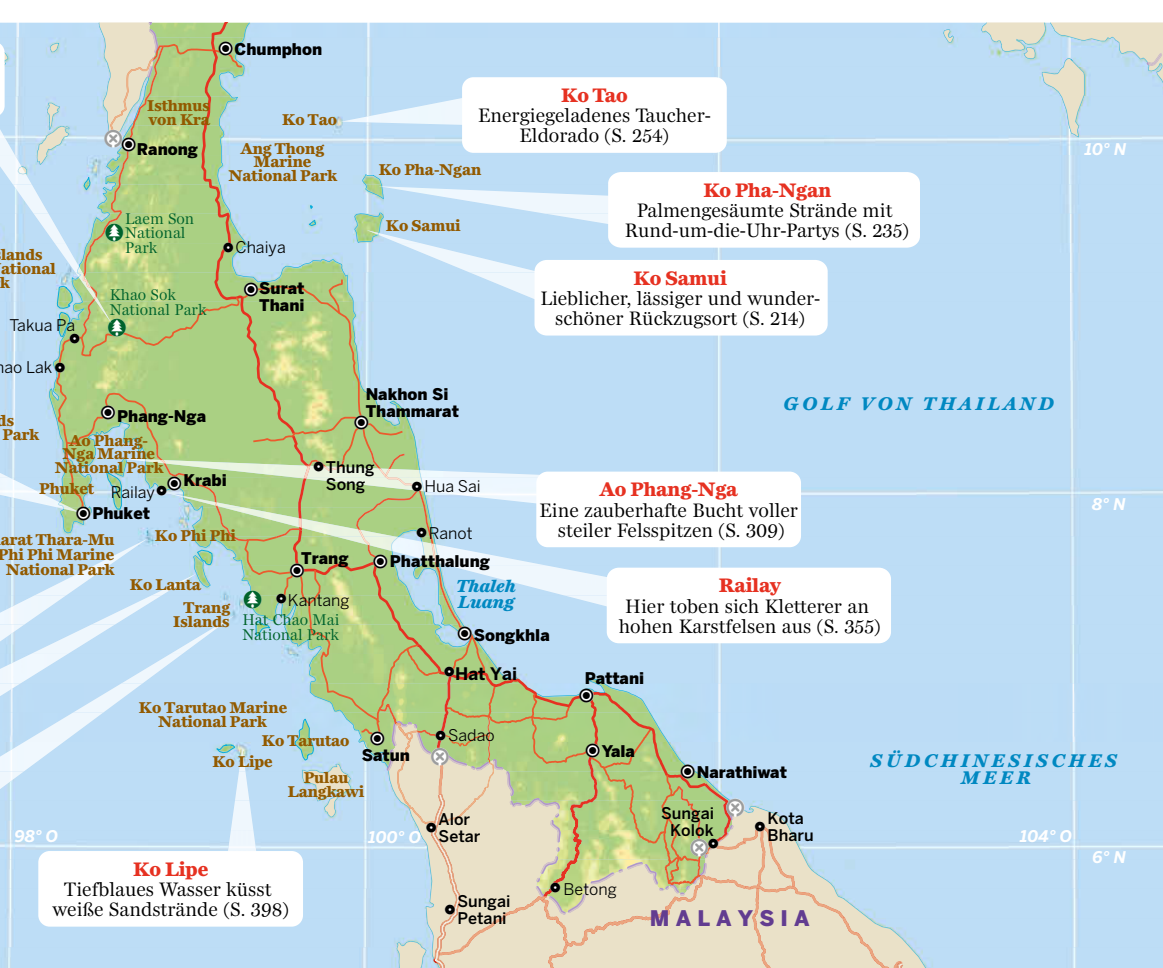 Chumphon
Isthmus
von Kra
Ko Tao
Ko Tao
Energiegeladenes Taucher-
Eldorado (S. 254)
Ranong
Ang Thong
Marine
National Park
10° N
Ko Pha-Ngan
Ko Pha-Ngan
Palmengesäumte Strände mit
Rund-um-die-Uhr-Partys (S. 235)
Laem Son
National
Park
Ko Samui
Chaiya
Ko Samui
Lieblicher, lässiger und wunder-
schöner Rückzugsort (S. 214)
slands
National
k
Surat
Thani
Khao Sok
National Park
Takua Pa
hao Lak
Nakhon Si
Thammarat
GOLF VON THAILAND
Phang-Nga
ds
Park
Ao Phang-
Nga Marine
National Park
Thung
Song
Krabi
Phuket
Railay
Hua Sai
Ao Phang-Nga
Eine zauberhafte Bucht voller
steiler Felsspitzen (S. 309)
8° N
Phuket
Ko Phi Phi
Ranot
arat Thara-Mu
Phi Phi Marine
National Park
Trang
Phatthalung
Ko Lanta
Thaleh
Luang
Railay
Hier toben sich Kletterer an
hohen Karstfelsen aus (S. 355)
Kantang
Trang
Islands
Hat Chao Mai
National Park
Songkhla
Hat Yai
Pattani
Ko Tarutao Marine
National Park
Ko Tarutao
Sadao
Satun
Yala
Ko Lipe
Narathiwat
SÜDCHINESISCHES
MEER
Pulau
Langkawi
Sungai
Kolok
Kota
Bharu
98° O
100° O
Alor
Setar
104° O
6° N
Ko Lipe
Tiefblaues Wasser küsst
weiße Sandstrände (S. 398)
Betong
Sungai
Petani
MALAYSIA